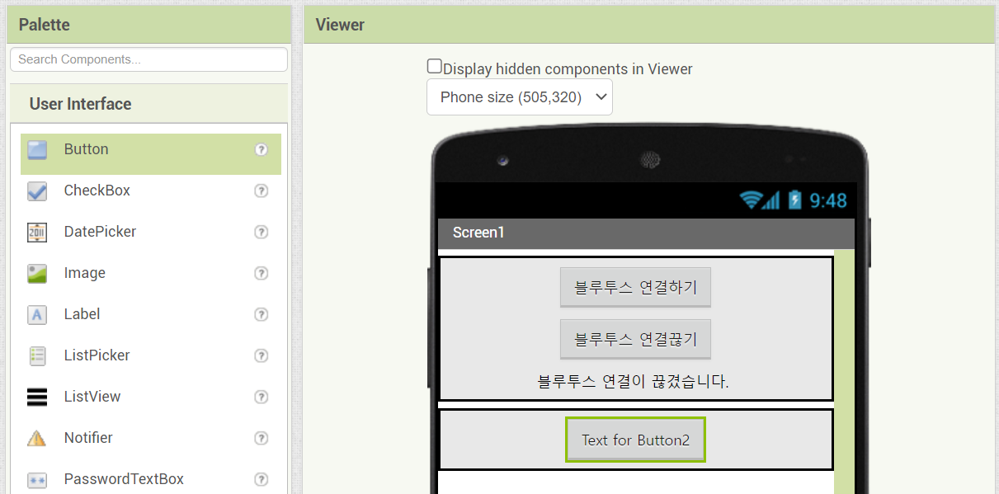 Palette
Search Components...
User Interface
Button
?
CheckBox
?
2011
DatePicker
?
Image
?
A
Label
?
ListPicker
?
ListView
?
Notifier
?
PasswordTextBox
?
Viewer
Display hidden components in Viewer
Phone size (505,320)
9:48
Screen1
블루투스 연결하기
블루투스 연결끊기
블루투스 연결이 끊겼습니다.
Text for Button2